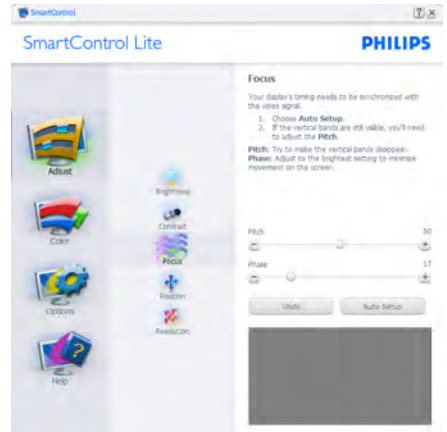 SmartControl
SmartControl Lite
PHILIPS
Adjust
Color
Options
Help
Brightness
Contrast
Focus
Position
Resolution
Focus
Your display's timing needs to be synchronized with
the video signal.
1. Choose Auto Setup.
2. If the vertical bands are still visible, you'll need
to adjust the Pitch.
Pitch: Try to make the vertical bands disappear.
Phase: Adjust to the brightest setting to minimize
movement on the screen.
Pitch 50
Phase 17
Undo Auto Setup